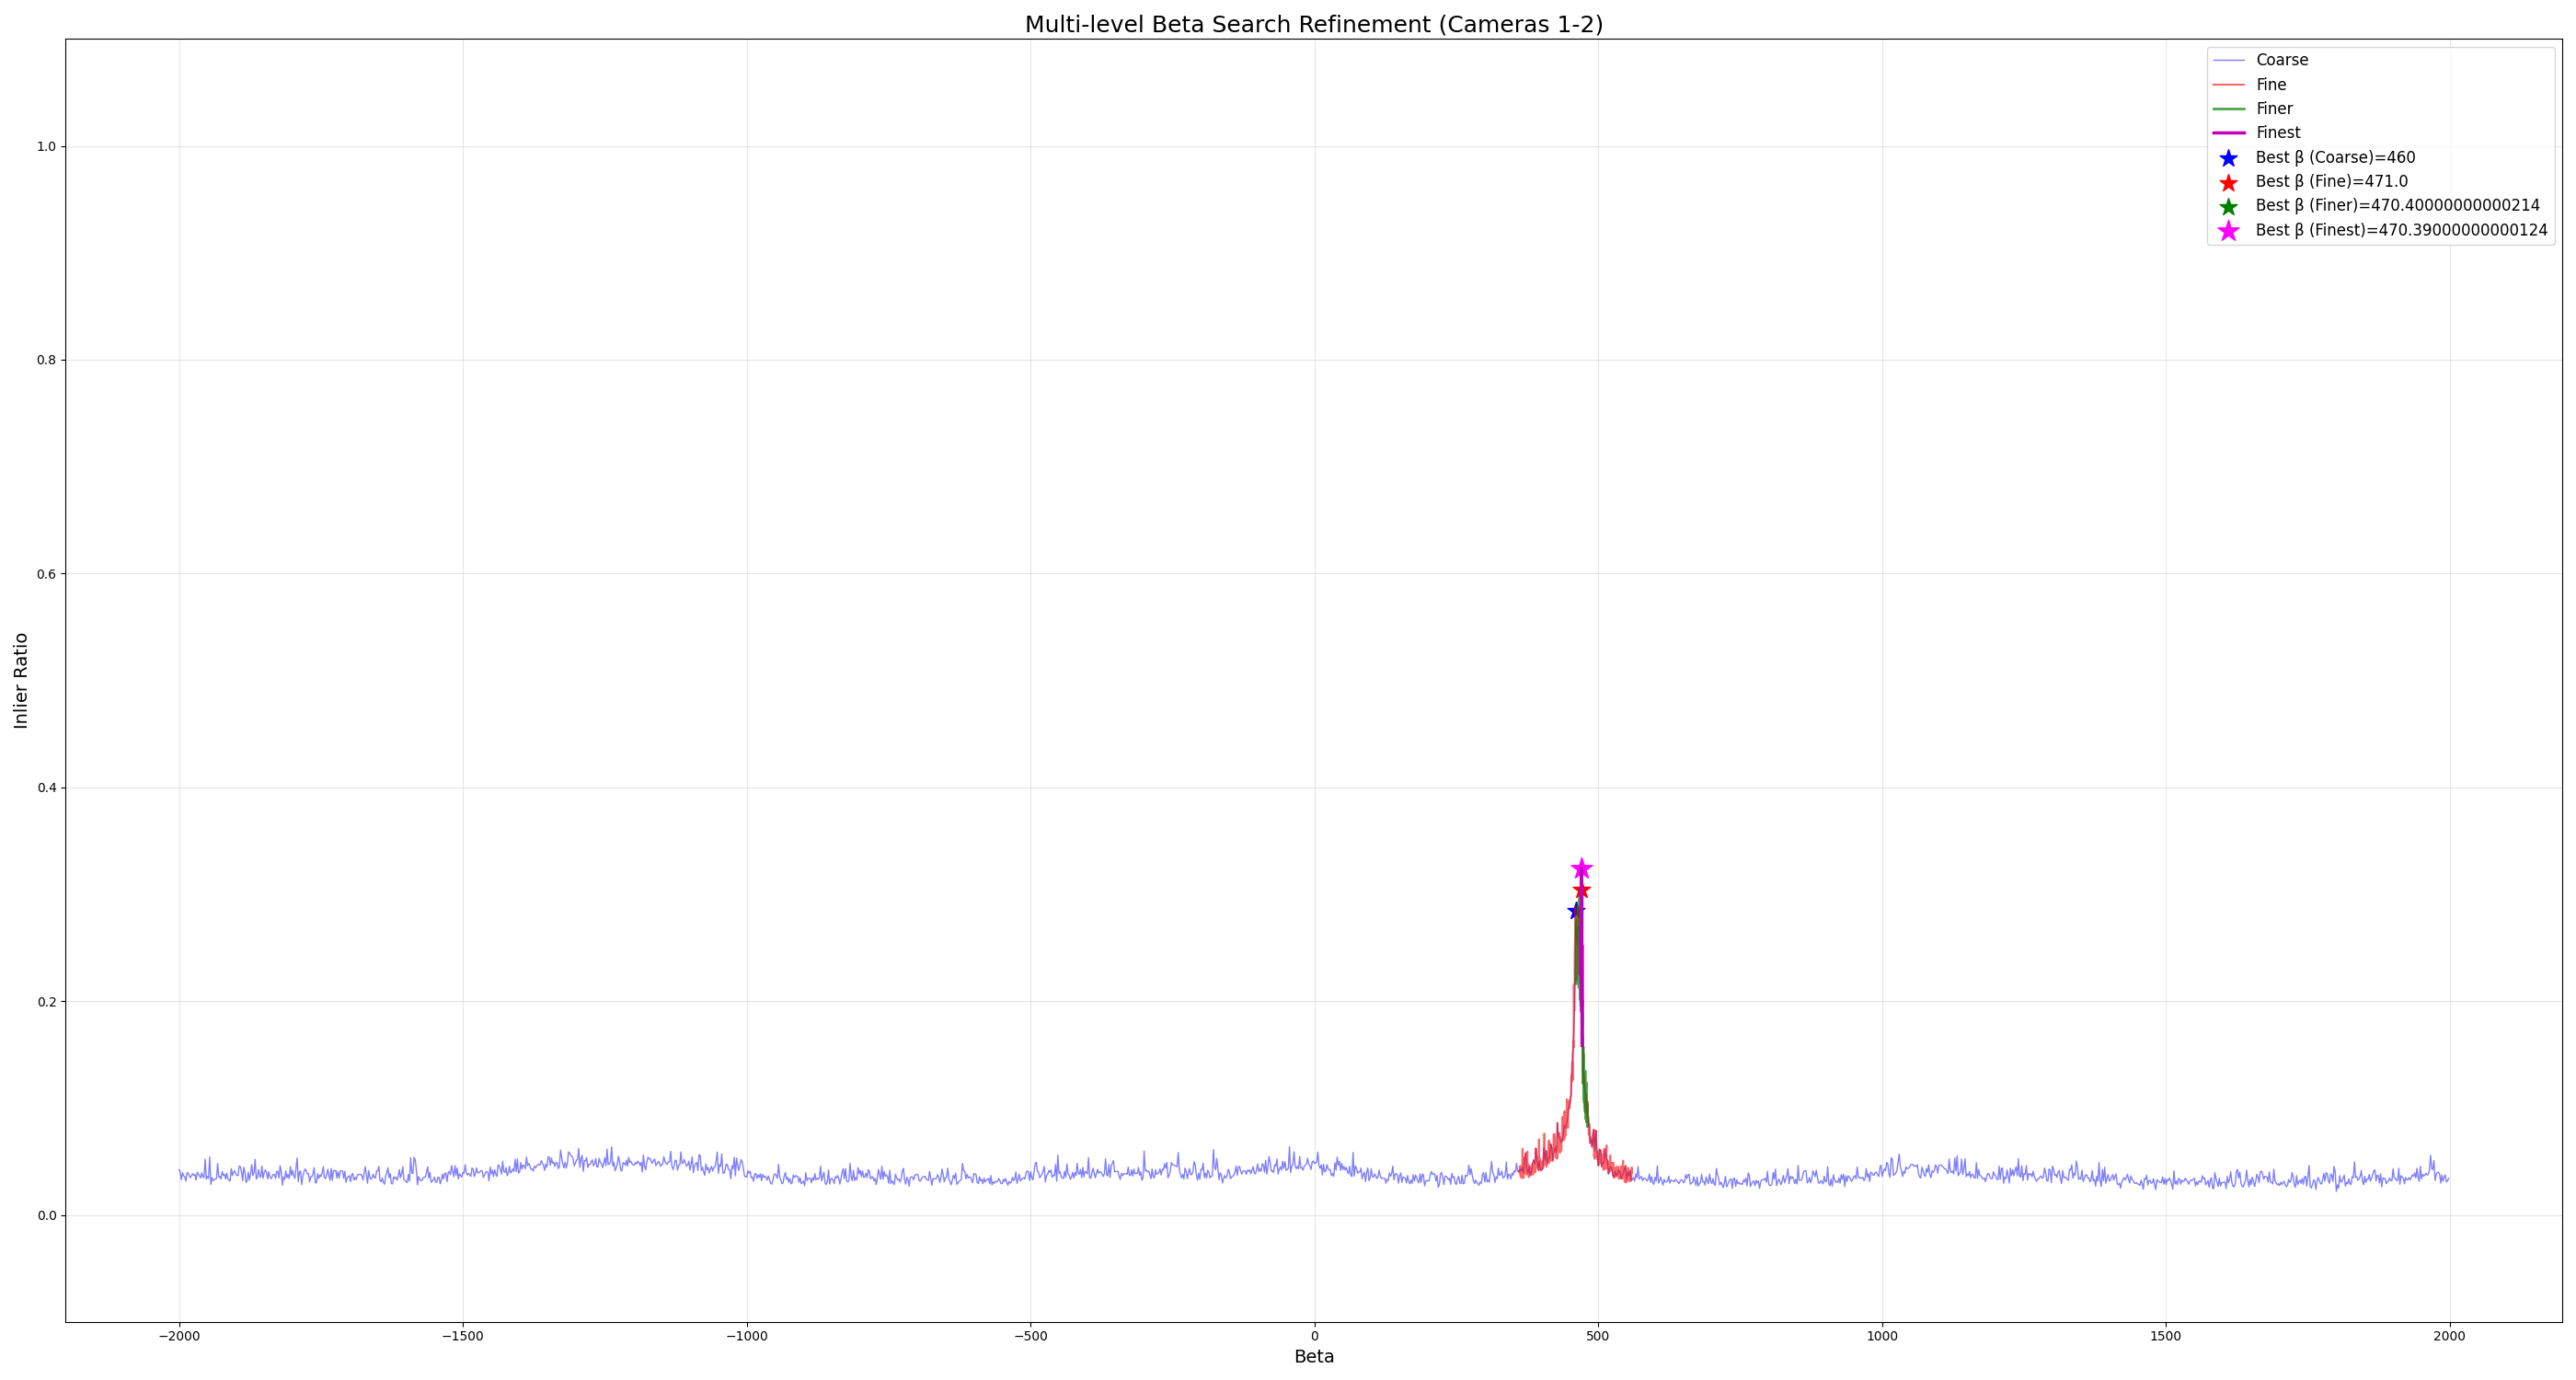 Multi-level Beta Search Refinement (Cameras 1-2)
Coarse
Fine
Finer
Finest
Best β (Coarse)=460
Best β (Fine)=471.0
Best β (Finer)=470.40000000000214
Best β (Finest)=470.39000000000124
1.0
0.8
0.6
0.4
0.2
0.0
Inlier Ratio
−2000 −1500 −1000 −500 0 500 1000 1500 2000
Beta